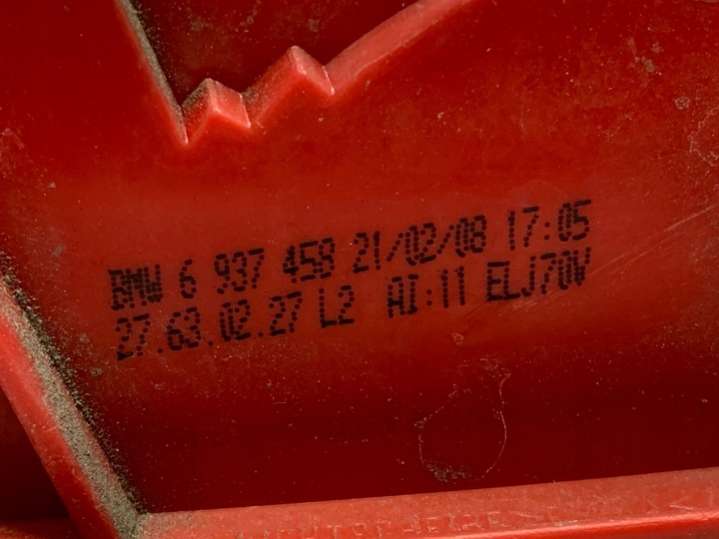 BMW 6 937 458 21/02/08 17:05
27.63.02.27 L2 AI:11 ELJ70V